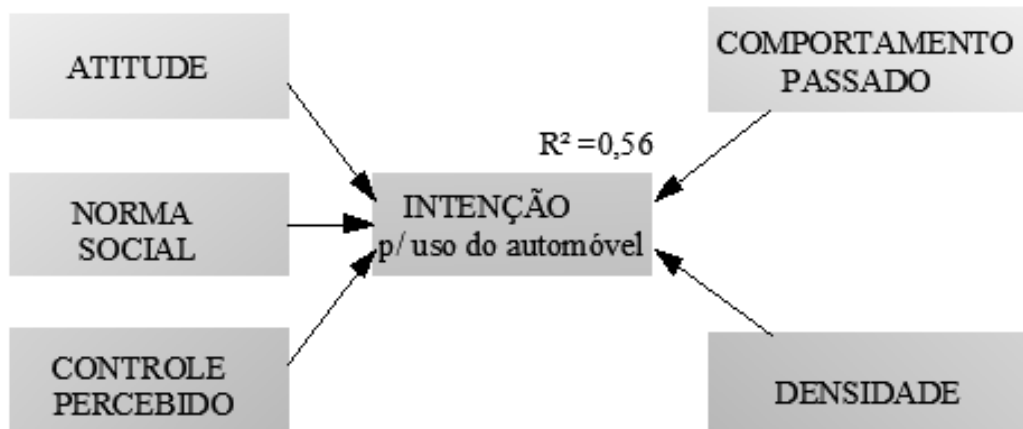 ATITUDE
NORMA
SOCIAL
CONTROLE
PERCEBIDO
R² =0,56
INTENÇÃO
p/ uso do automóvel
COMPORTAMENTO
PASSADO
DENSIDADE